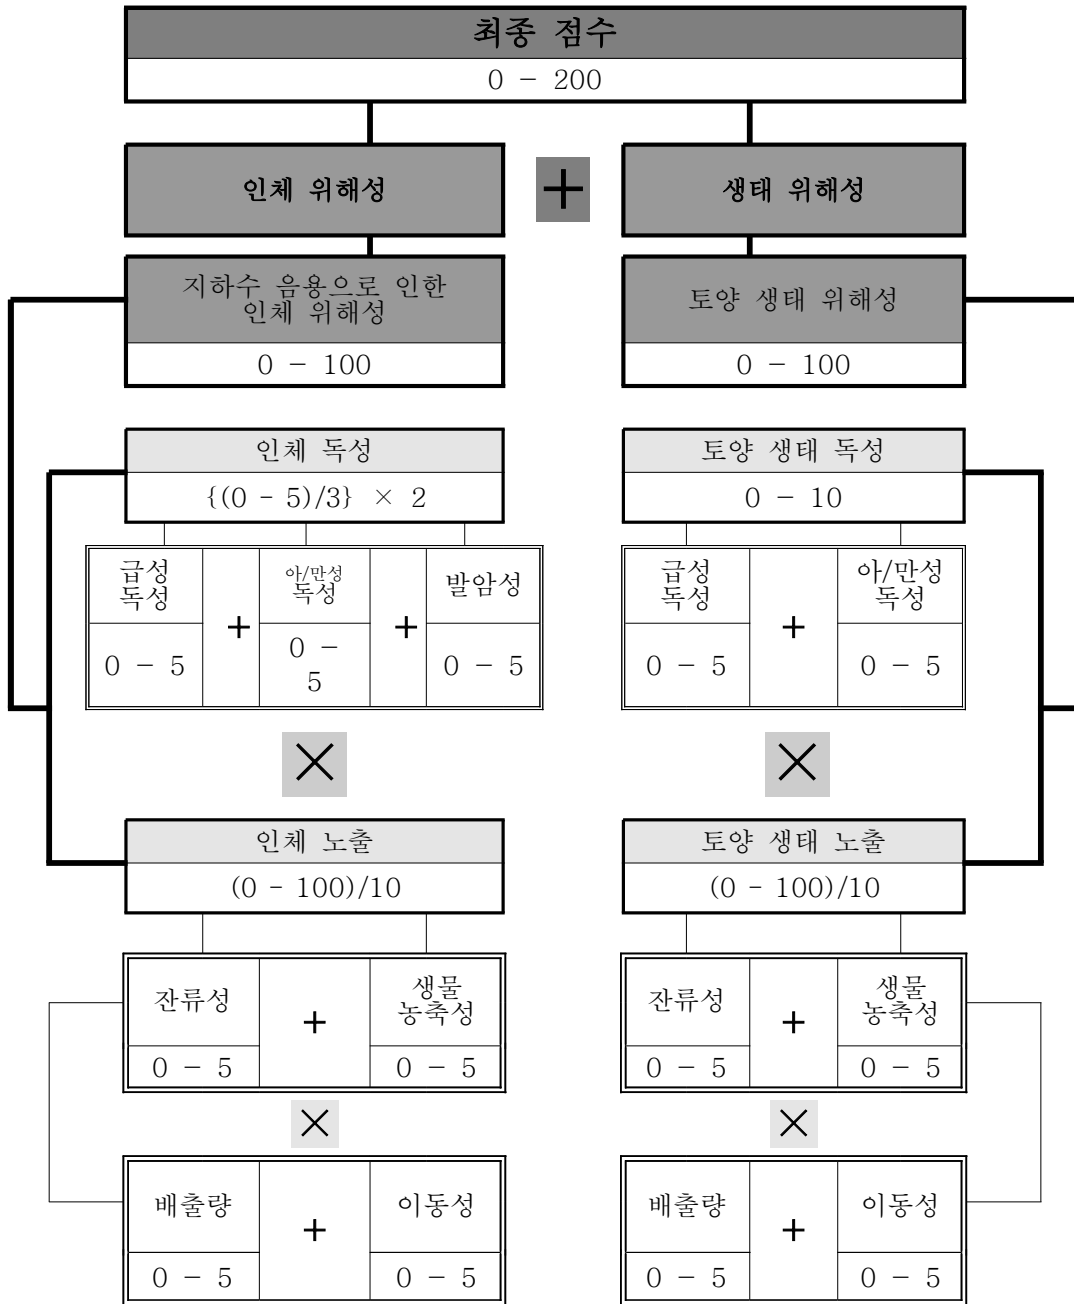 최종 점수
0 - 200
인체 위해성
+
생태 위해성
지하수 음용으로 인한
인체 위해성
0 - 100
토양 생태 위해성
0 - 100
인체 독성
{(0 - 5)/3} × 2
토양 생태 독성
0 - 10
급성
독성
0 - 5
+
아/만성
독성
0 -
5
+
발암성
0 - 5
급성
독성
0 - 5
+
아/만성
독성
0 - 5
×
×
인체 노출
(0 - 100)/10
토양 생태 노출
(0 - 100)/10
잔류성
0 - 5
+
생물
농축성
0 - 5
잔류성
0 - 5
+
생물
농축성
0 - 5
×
×
배출량
0 - 5
+
이동성
0 - 5
배출량
0 - 5
+
이동성
0 - 5